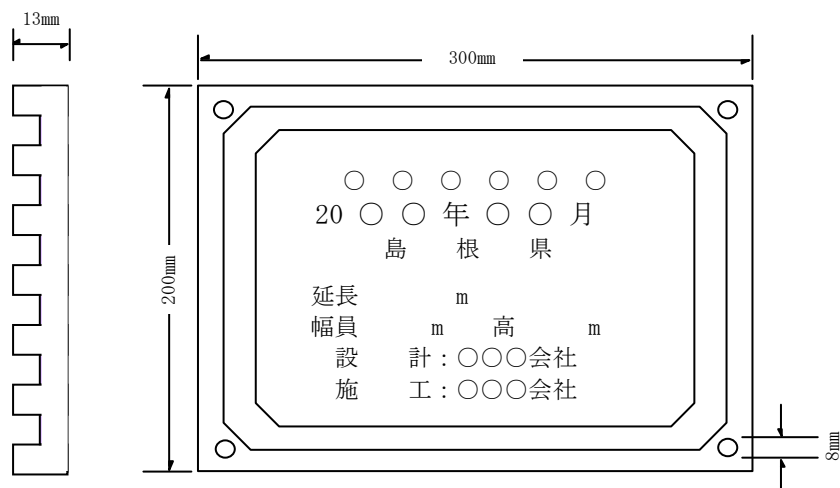 13mm
300mm
○ ○ ○ ○ ○ ○
20 ○ ○ 年 ○ ○ 月
島 根 県
200mm
延長 m
幅員 m 高 m
設 計：○○○会社
施 工：○○○会社
8mm